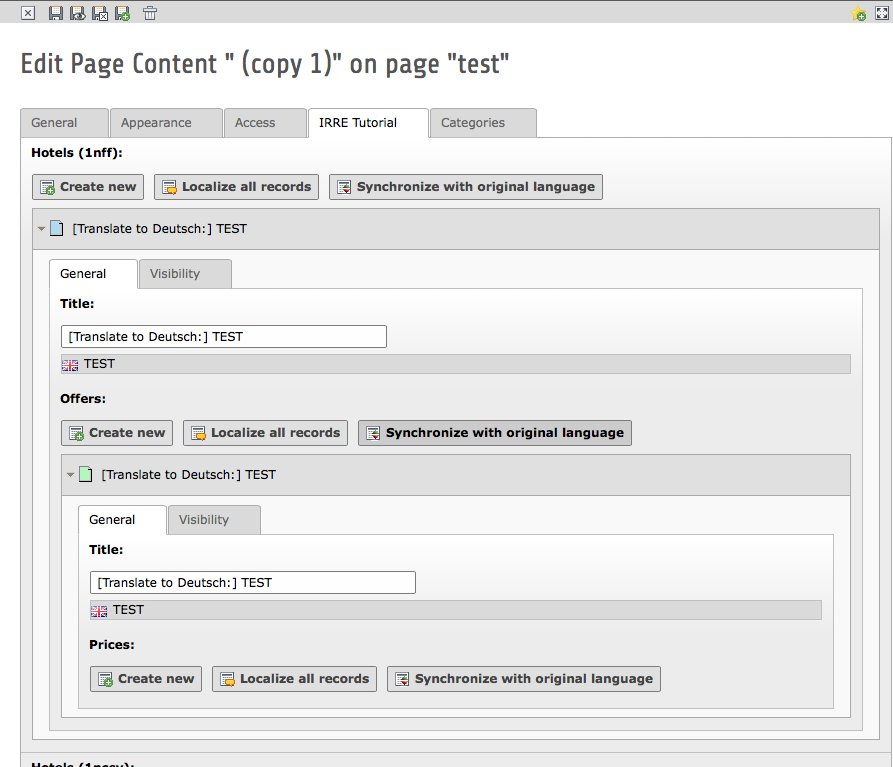 Edit Page Content " (copy 1)" on page "test"
General Appearance Access IRRE Tutorial Categories
Hotels (1nff):
Create new Localize all records Synchronize with original language
[Translate to Deutsch:] TEST
General Visibility
Title:
[Translate to Deutsch:] TEST
TEST
Offers:
Create new Localize all records Synchronize with original language
[Translate to Deutsch:] TEST
General Visibility
Title:
[Translate to Deutsch:] TEST
TEST
Prices:
Create new Localize all records Synchronize with original language
Hotels